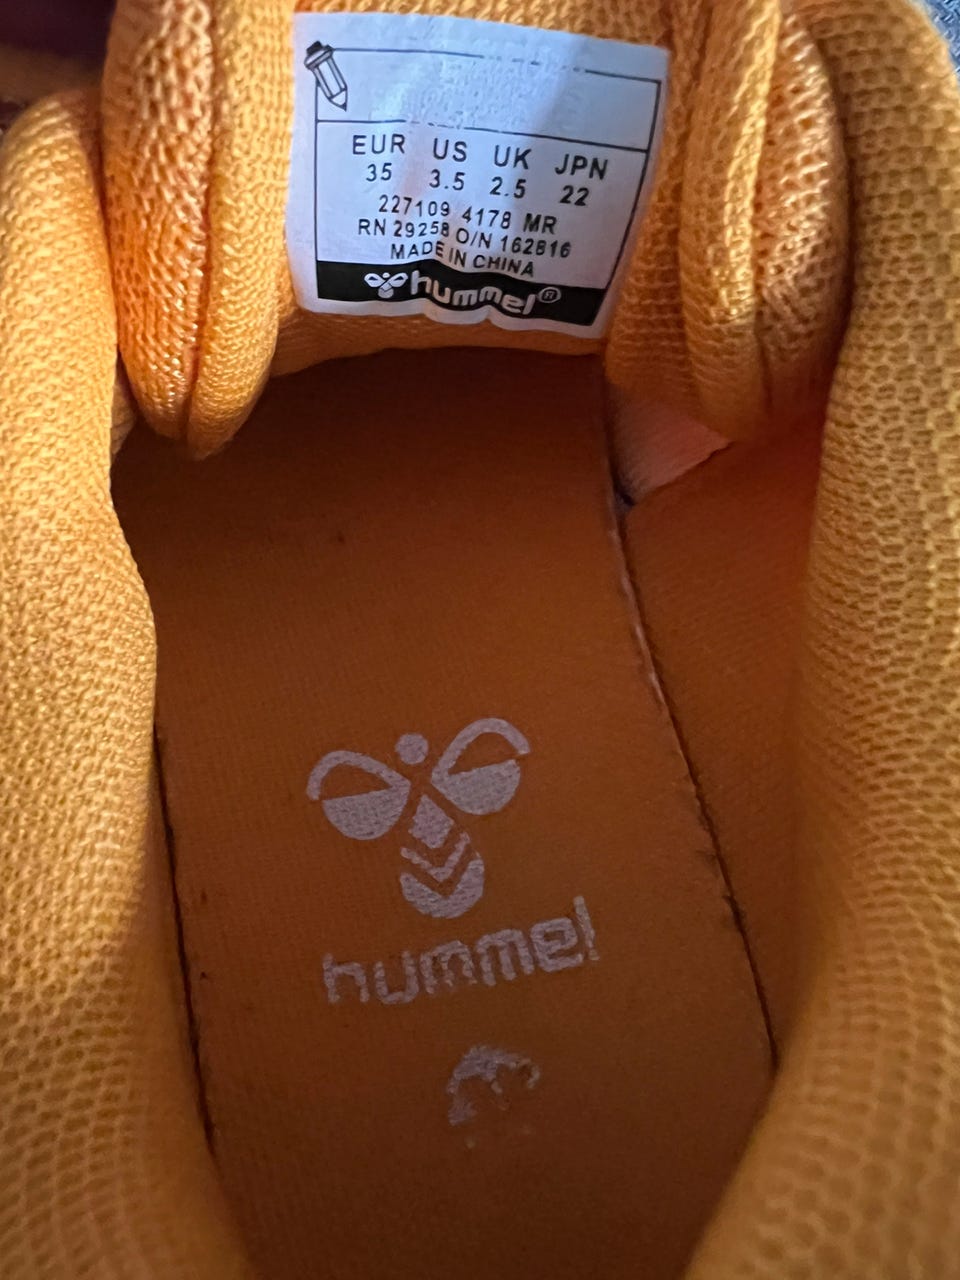 EUR US UK JPN
35 3.5 2.5 22
227109 4178 MR
RN 29258 O/N 162816
MADE IN CHINA
hummel®
hummel